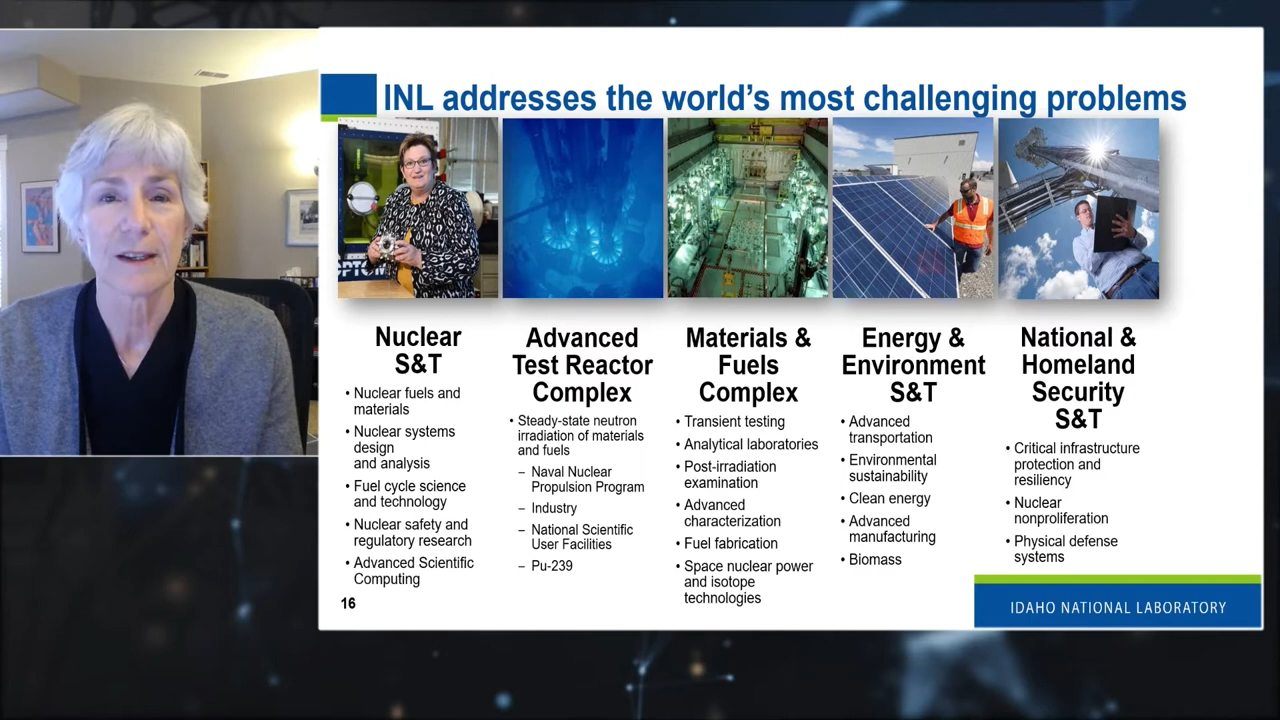 INL addresses the world's most challenging problems
OPTOM
Nuclear
S&T
• Nuclear fuels and
materials
• Nuclear systems
design
and analysis
• Fuel cycle science
and technology
• Nuclear safety and
regulatory research
• Advanced Scientific
Computing
Advanced
Test Reactor
Complex
• Steady-state neutron
irradiation of materials
and fuels
– Naval Nuclear
Propulsion Program
– Industry
– National Scientific
User Facilities
– Pu-239
Materials &
Fuels
Complex
• Transient testing
• Analytical laboratories
• Post-irradiation
examination
• Advanced
characterization
• Fuel fabrication
• Space nuclear power
and isotope
technologies
Energy &
Environment
S&T
• Advanced
transportation
• Environmental
sustainability
• Clean energy
• Advanced
manufacturing
• Biomass
National &
Homeland
Security
S&T
• Critical infrastructure
protection and
resiliency
• Nuclear
nonproliferation
• Physical defense
systems
16
IDAHO NATIONAL LABORATORY